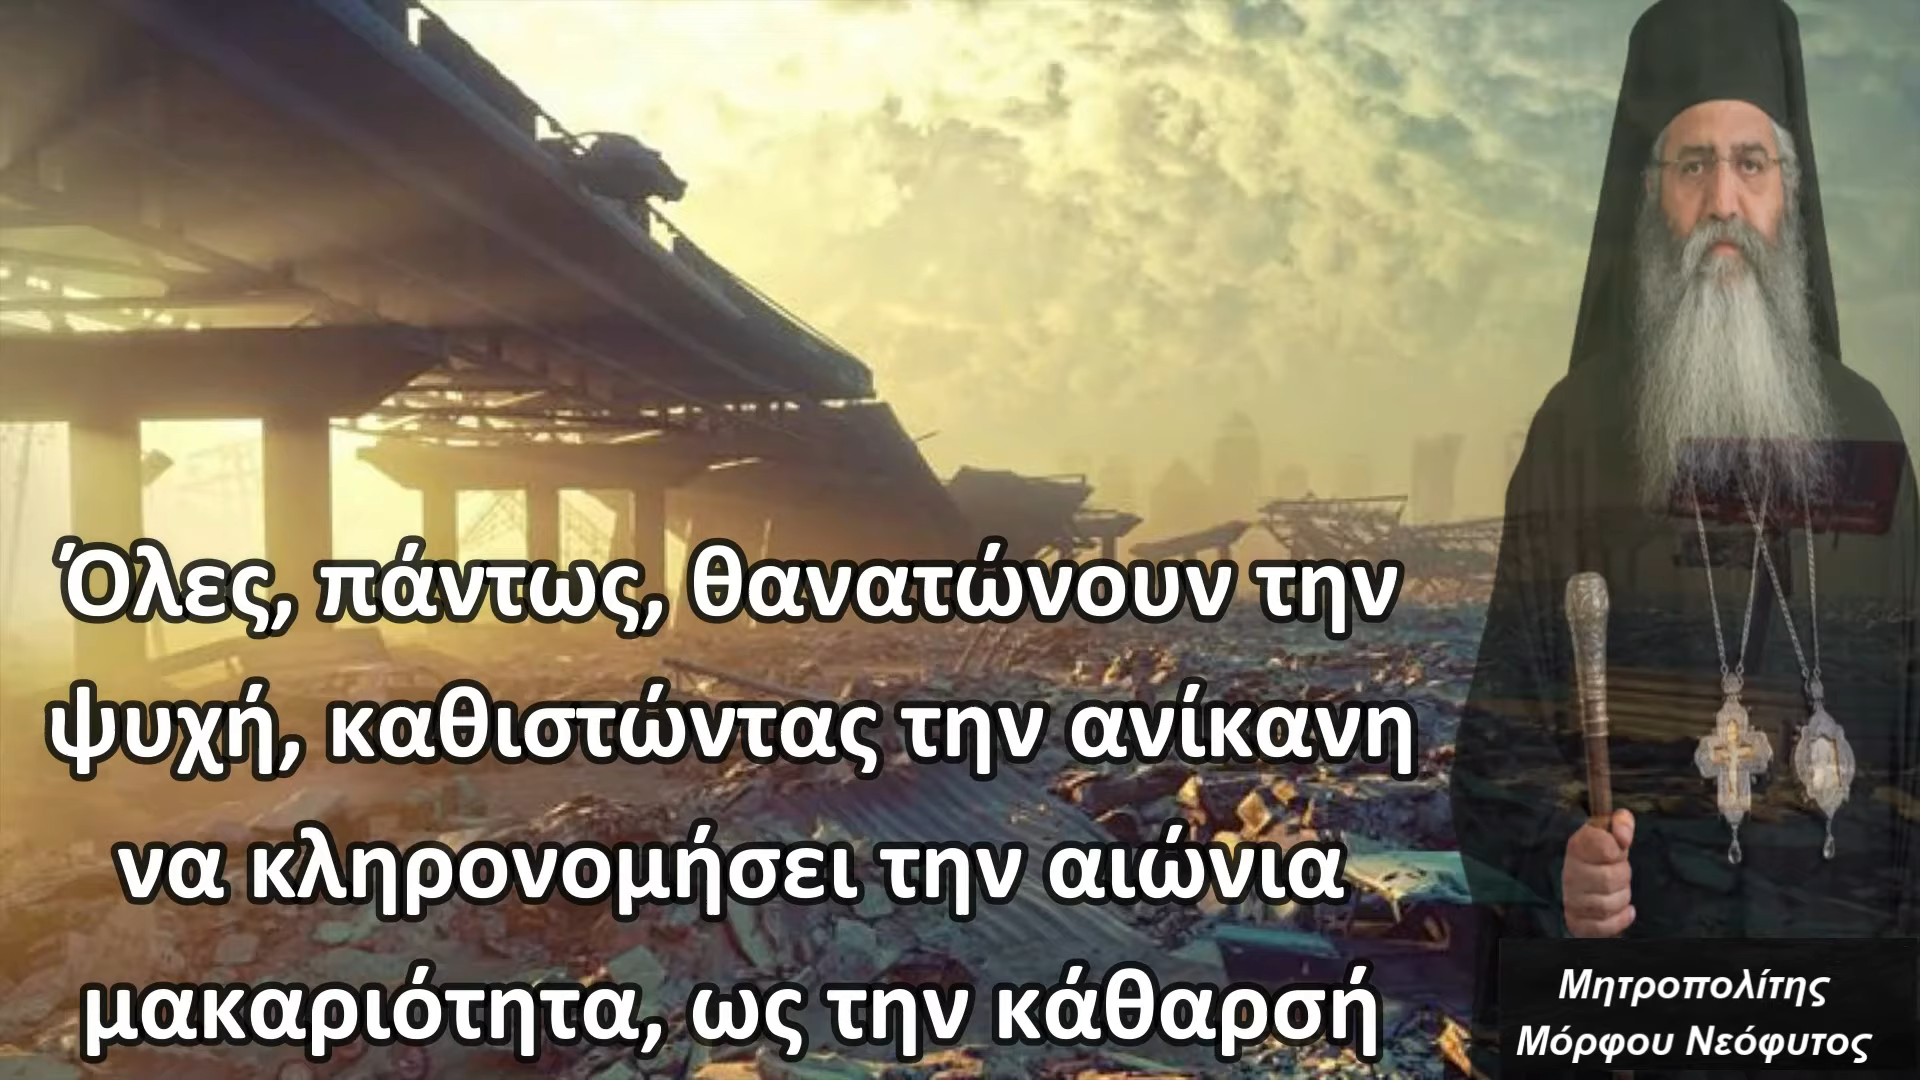 Όλες, πάντως, θανατώνουν την
ψυχή, καθιστώντας την ανίκανη
να κληρονομήσει την αιώνια
μακαριότητα, ως την κάθαρσή
Μητροπολίτης
Μόρφου Νεόφυτος